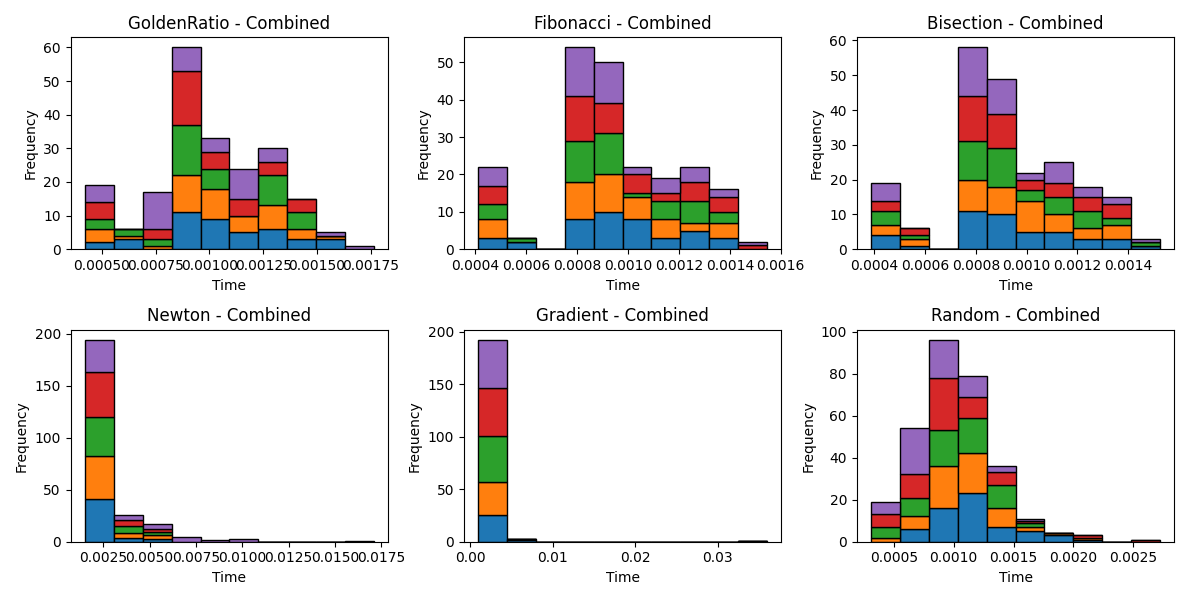 GoldenRatio - Combined
Frequency
60
50
40
30
20
10
0
0.00050 0.00075 0.00100 0.00125 0.00150 0.00175
Time
Fibonacci - Combined
Frequency
50
40
30
20
10
0
0.0004 0.0006 0.0008 0.0010 0.0012 0.0014 0.0016
Time
Bisection - Combined
Frequency
60
50
40
30
20
10
0
0.0004 0.0006 0.0008 0.0010 0.0012 0.0014
Time
Newton - Combined
Frequency
200
150
100
50
0
0.0025 0.0050 0.0075 0.0100 0.0125 0.0150 0.0175
Time
Gradient - Combined
Frequency
200
150
100
50
0
0.00 0.01 0.02 0.03
Time
Random - Combined
Frequency
100
80
60
40
20
0
0.0005 0.0010 0.0015 0.0020 0.0025
Time